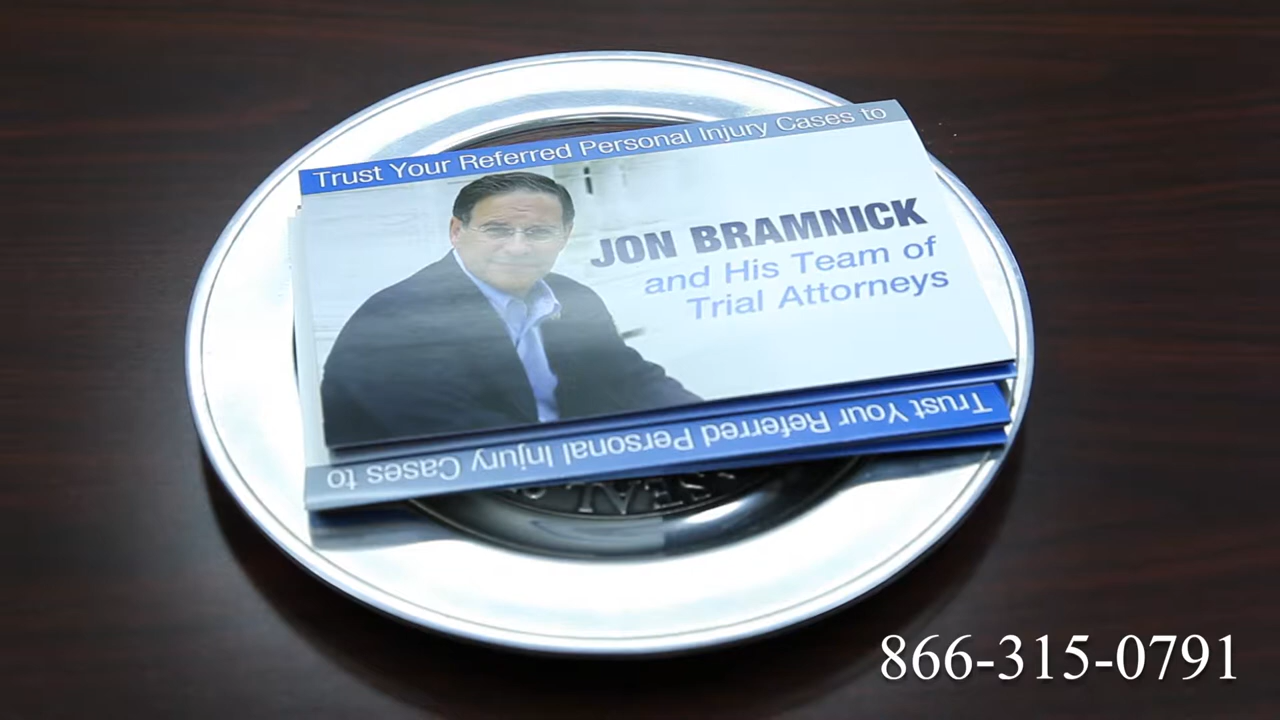 Trust Your Referred Personal Injury Cases to
JON BRAMNICK
and His Team of
Trial Attorneys
Trust Your Referred Personal Injury Cases to
866-315-0791